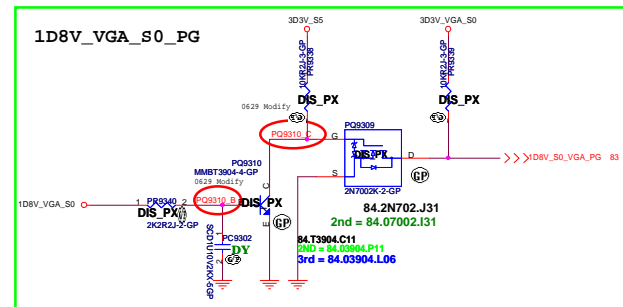 1D8V_VGA_S0_PG
3D3V_S5
3D3V_VGA_S0
10KR2J-3-GP
PR9338
DIS_PX
10KR2J-3-GP
PR9339
DIS_PX
0629 Modify
PQ9310_C
PQ9309
G
D
S
DIS_PX
GP
2N7002K-2-GP
1D8V_S0_VGA_PG 83
84.2N702.J31
2nd = 84.07002.I31
PQ9310
MMBT3904-4-GP
0629 Modify
C
E
DIS_PX
GP
1D8V_VGA_S0
1
PR9340
2
PQ9310_B
DIS_PX
2K2R2J-2-GP
1
2
PC9302
DY
SCD1U10V2KX-5GP
84.T3904.C11
2ND = 84.03904.P11
3rd = 84.03904.L06